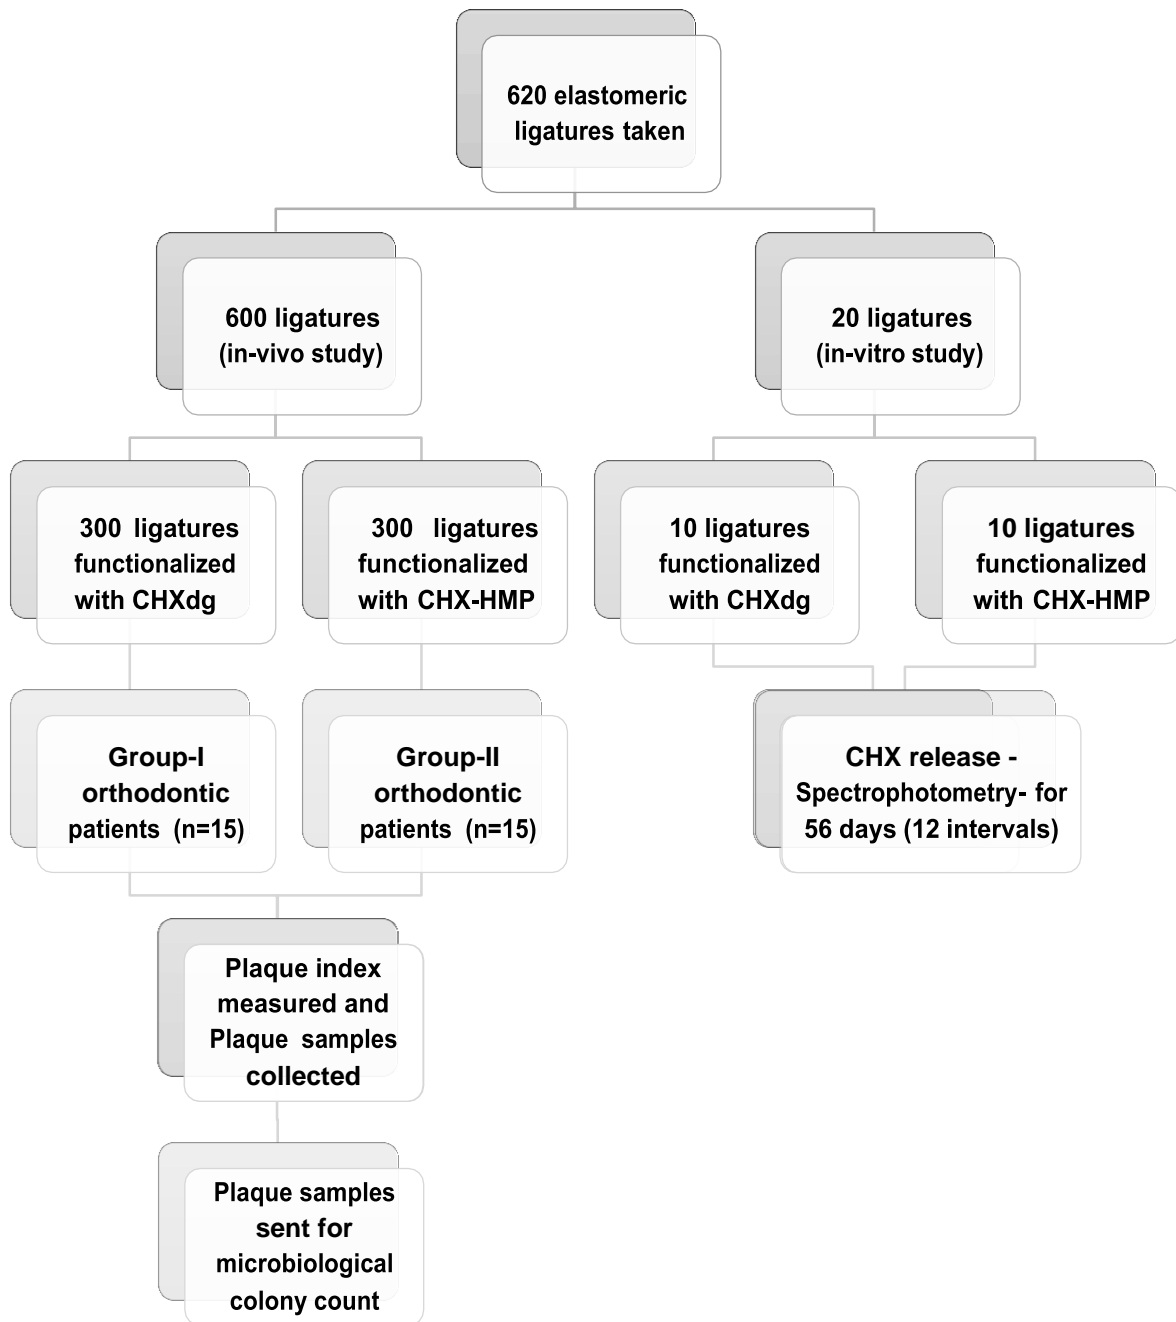 620 elastomeric
ligatures taken
600 ligatures
(in-vivo study)
20 ligatures
(in-vitro study)
300 ligatures
functionalized
with CHXdg
300 ligatures
functionalized
with CHX-HMP
10 ligatures
functionalized
with CHXdg
10 ligatures
functionalized
with CHX-HMP
Group-I
orthodontic
patients (n=15)
Group-II
orthodontic
patients (n=15)
CHX release -
Spectrophotometry- for
56 days (12 intervals)
Plaque index
measured and
Plaque samples
collected
Plaque samples
sent for
microbiological
colony count